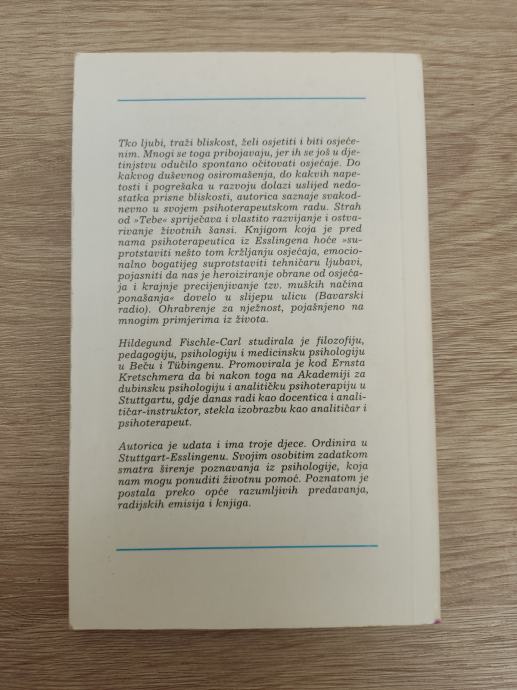 Tko ljubi, traži bliskost, želi osjetiti i biti osjeće-
nim. Mnogi se toga pribojavaju, jer ih se još u dje-
tinjstvu odučilo spontano očitovati osjećaje. Do
kakvog duševnog osiromašenja, do kakvih nape-
tosti i pogrešaka u razvoju dolazi uslijed nedo-
statka prisne bliskosti, autorica saznaje svakod-
nevno u svojem psihoterapeutskom radu. Strah
od »Tebe« spriječava i vlastito razvijanje i ostva-
rivanje životnih šansi. Knjigom koja je pred
nama psihoterapeutica iz Esslingena hoće »su-
protstaviti nešto tom kržljanju osjećaja, emocio-
nalno bogatijeg suprotstaviti tehničaru ljubavi,
pojasniti da nas je heroiziranje obrane od osjeća-
ja i krajnje precijenjivanje tzv. muških načina
ponašanja« dovelo u slijepu ulicu (Bavarski
radio). Ohrabrenje za nježnost, pojašnjeno na
mnogim primjerima iz života.
Hildegund Fischle-Carl studirala je filozofiju,
pedagogiju, psihologiju i medicinsku psihologiju
u Beču i Tübingenu. Promovirala je kod Ernsta
Kretschmera da bi nakon toga na Akademiji za
dubinsku psihologiju i analitičku psihoterapiju u
Stuttgartu, gdje danas radi kao docentica i anali-
tičar-instruktor, stekla izobrazbu kao analitičar i
psihoterapeut.
Autorica je udata i ima troje djece. Ordinira u
Stuttgart-Esslingenu. Svojim osobitim zadatkom
smatra širenje poznavanja iz psihologije, koja
nam mogu ponuditi životnu pomoć. Poznatom je
postala preko opće razumljivih predavanja,
radijskih emisija i knjiga.